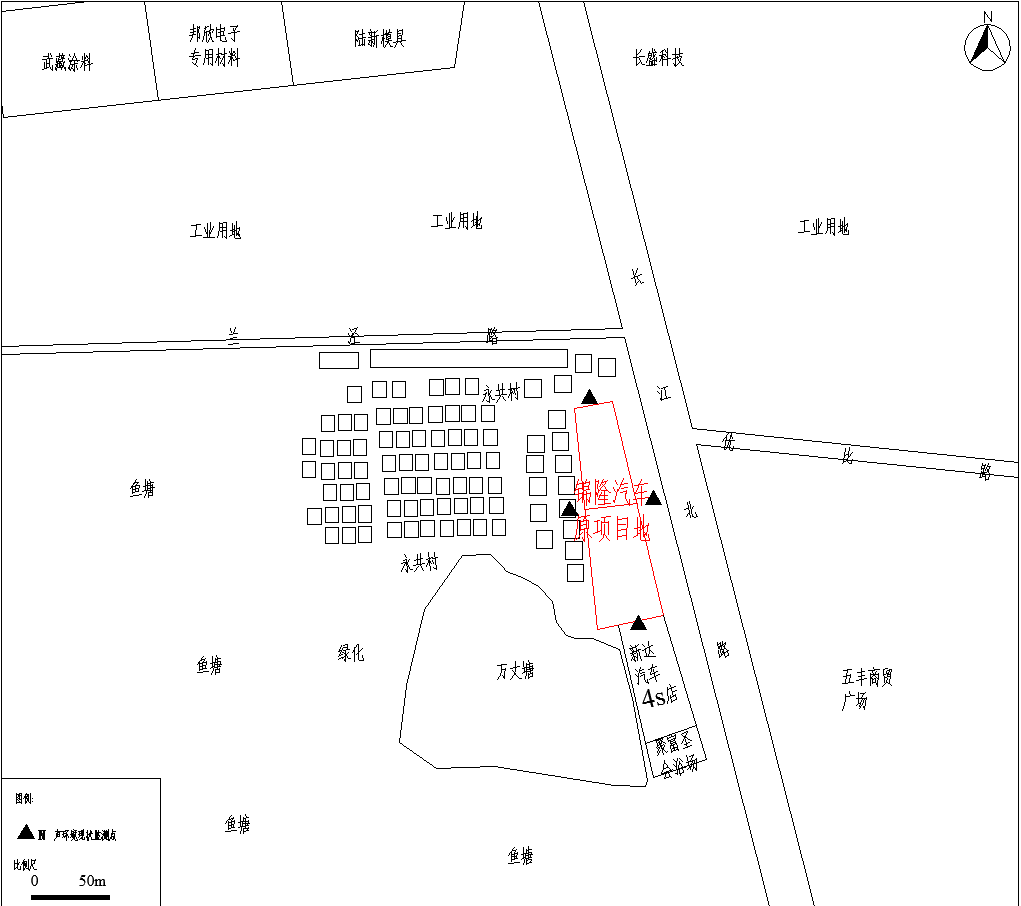 N
邦欣电子
专用材料
陆新模具
武藏涂料
长盛科技
工业用地
工业用地
工业用地
长江北路
兰泾路
永共村
优比路
鱼塘
锦隆汽车
原项目地
永共村
绿化
鱼塘
万丈塘
新达
汽车
4s店
五丰商贸
广场
聚富圣
会浴场
图例:
N 声环境现状监测点
鱼塘
鱼塘
比例尺
0 50m